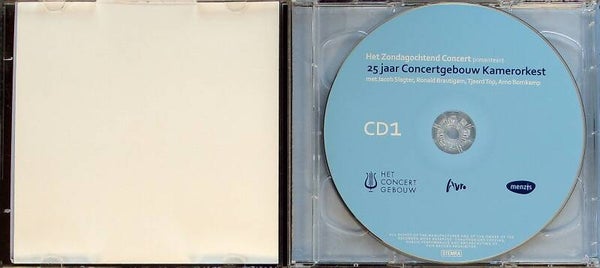 Het Zondagochtend Concert presenteert
25 jaar Concertgebouw Kamerorkest
met Jacob Slagter, Ronald Brautigam, Tjeerd Top, Arno Bornkamp
CD1
HET
CONCERT
GEBOUW
Avro
menzis
STEMRA